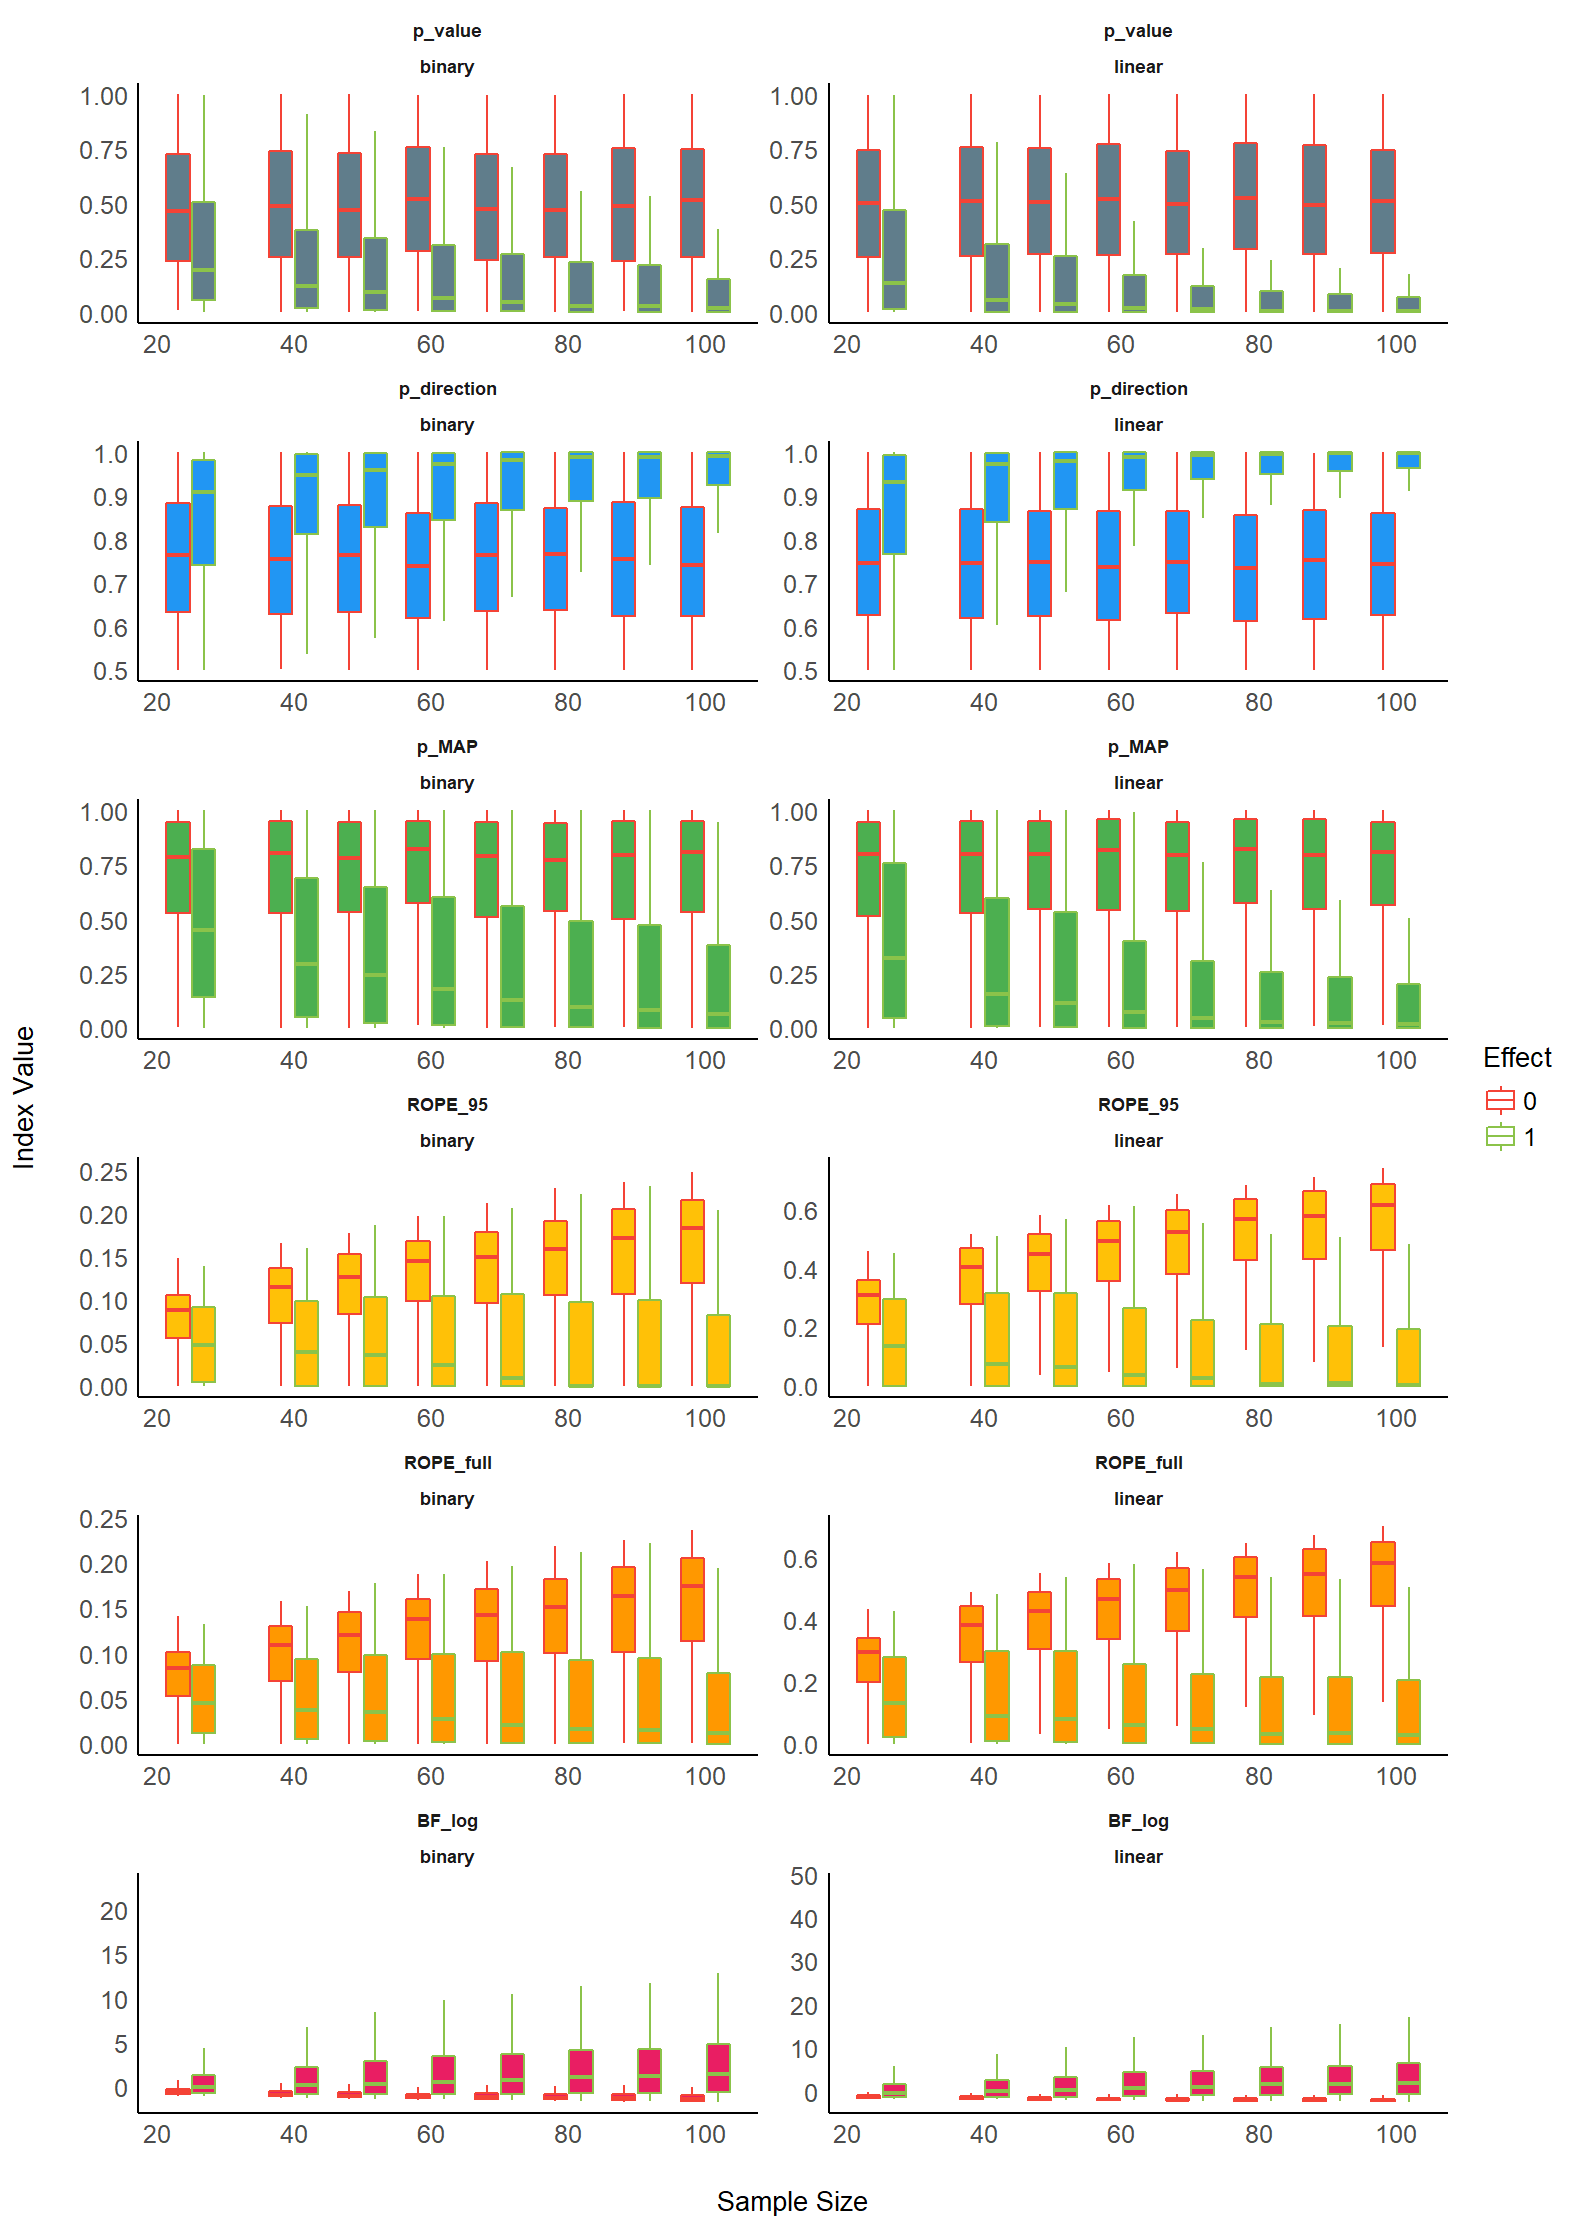 p_value p_value
binary linear
1.00 1.00
0.75 0.75
0.50 0.50
0.25 0.25
0.00 0.00
20 40 60 80 100 20 40 60 80 100
p_direction p_direction
binary linear
1.0 1.0
0.9 0.9
0.8 0.8
0.7 0.7
0.6 0.6
0.5 0.5
20 40 60 80 100 20 40 60 80 100
p_MAP p_MAP
binary linear
1.00 1.00
0.75 0.75
0.50 0.50
0.25 0.25
0.00 0.00
20 40 60 80 100 20 40 60 80 100
Index Value
Effect
0
1
ROPE_95 ROPE_95
binary linear
0.25
0.20 0.6
0.15 0.4
0.10
0.05 0.2
0.00 0.0
20 40 60 80 100 20 40 60 80 100
ROPE_full ROPE_full
binary linear
0.25
0.20 0.6
0.15 0.4
0.10
0.05 0.2
0.00 0.0
20 40 60 80 100 20 40 60 80 100
BF_log BF_log
binary linear
50
20 40
15 30
10 20
5 10
0 0
20 40 60 80 100 20 40 60 80 100
Sample Size